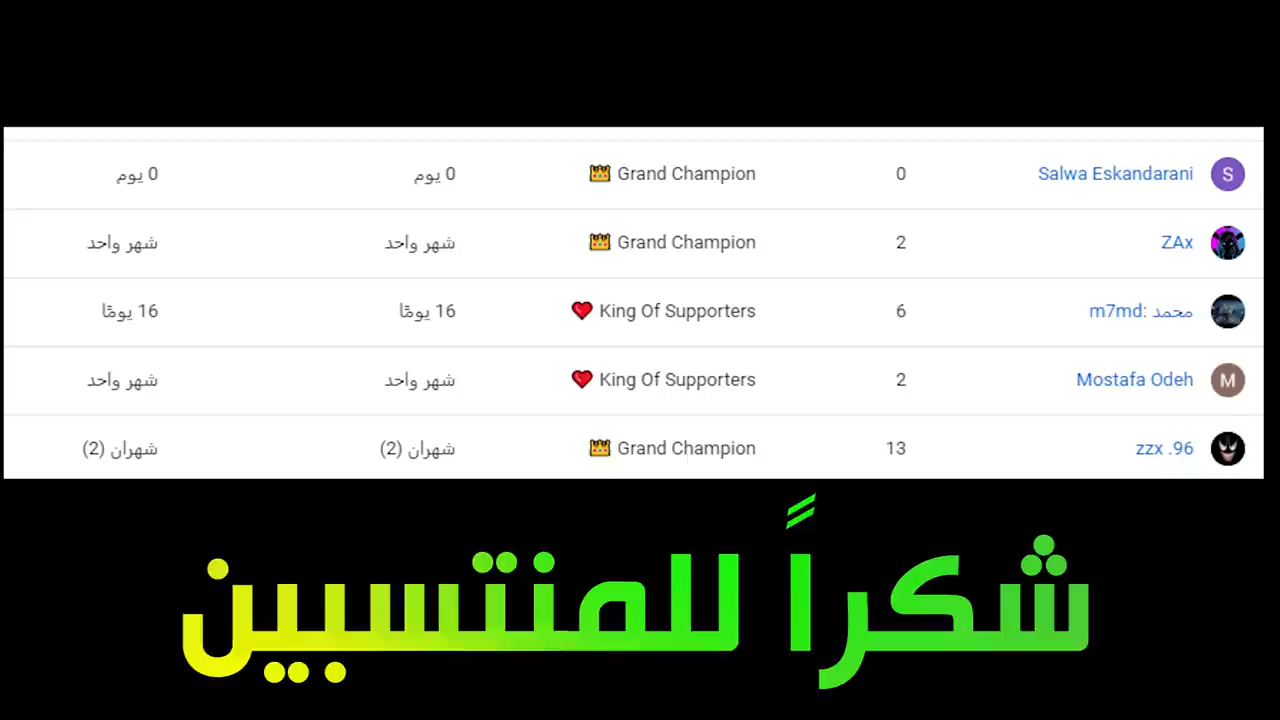 S Salwa Eskandarani 0 Grand Champion 0 يوم 0 يوم
ZAx 2 Grand Champion شهر واحد شهر واحد
محمد :m7md 6 King Of Supporters 16 يومًا 16 يومًا
M Mostafa Odeh 2 King Of Supporters شهر واحد شهر واحد
zzx .96 13 Grand Champion شهران (2) شهران (2)
شكراً للمنتسبين